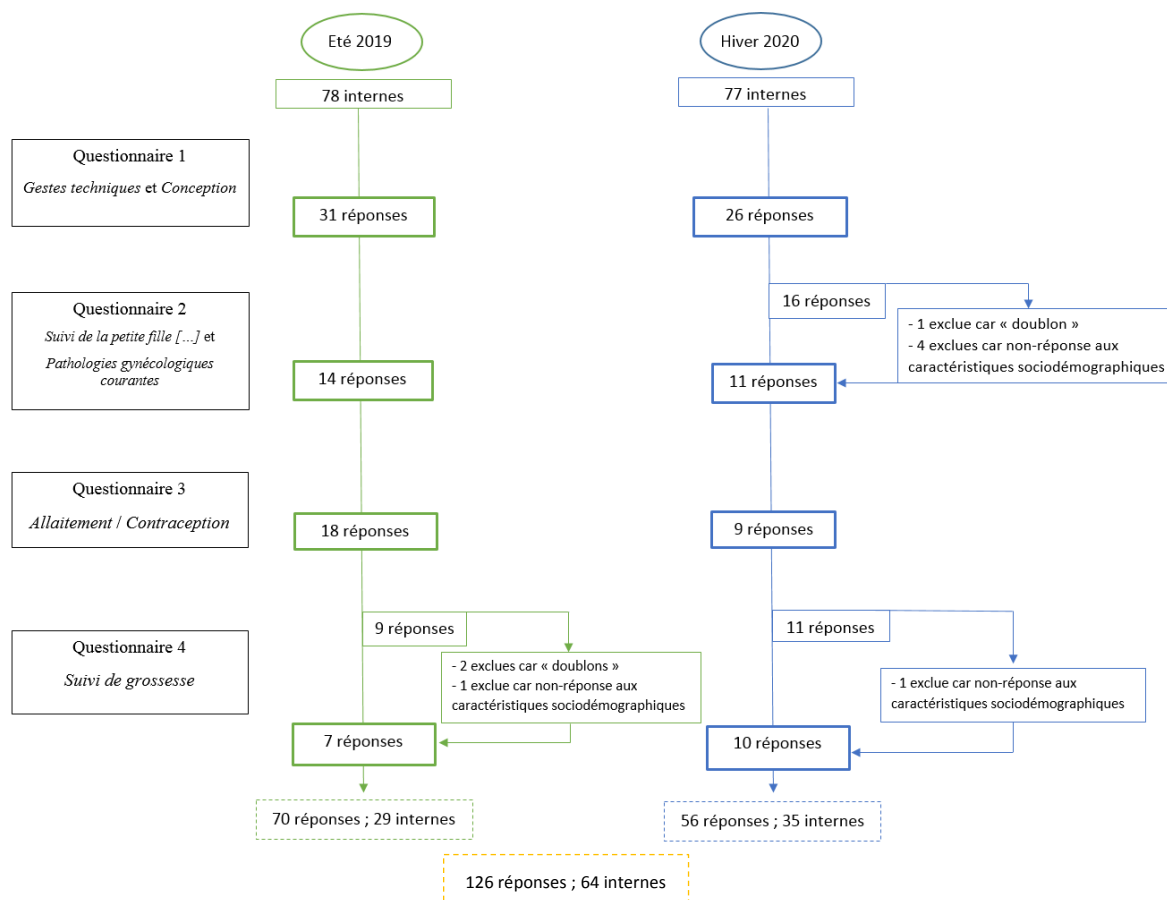 Eté 2019
Hiver 2020
78 internes
77 internes
Questionnaire 1
Gestes techniques et Conception
31 réponses
26 réponses
Questionnaire 2
Suivi de la petite fille [...] et
Pathologies gynécologiques
courantes
16 réponses
- 1 exclue car « doublon »
- 4 exclues car non-réponse aux
caractéristiques sociodémographiques
14 réponses
11 réponses
Questionnaire 3
Allaitement / Contraception
18 réponses
9 réponses
Questionnaire 4
Suivi de grossesse
9 réponses
- 2 exclues car « doublons »
- 1 exclue car non-réponse aux
caractéristiques sociodémographiques
11 réponses
- 1 exclue car non-réponse aux
caractéristiques sociodémographiques
7 réponses
10 réponses
70 réponses ; 29 internes
56 réponses ; 35 internes
126 réponses ; 64 internes